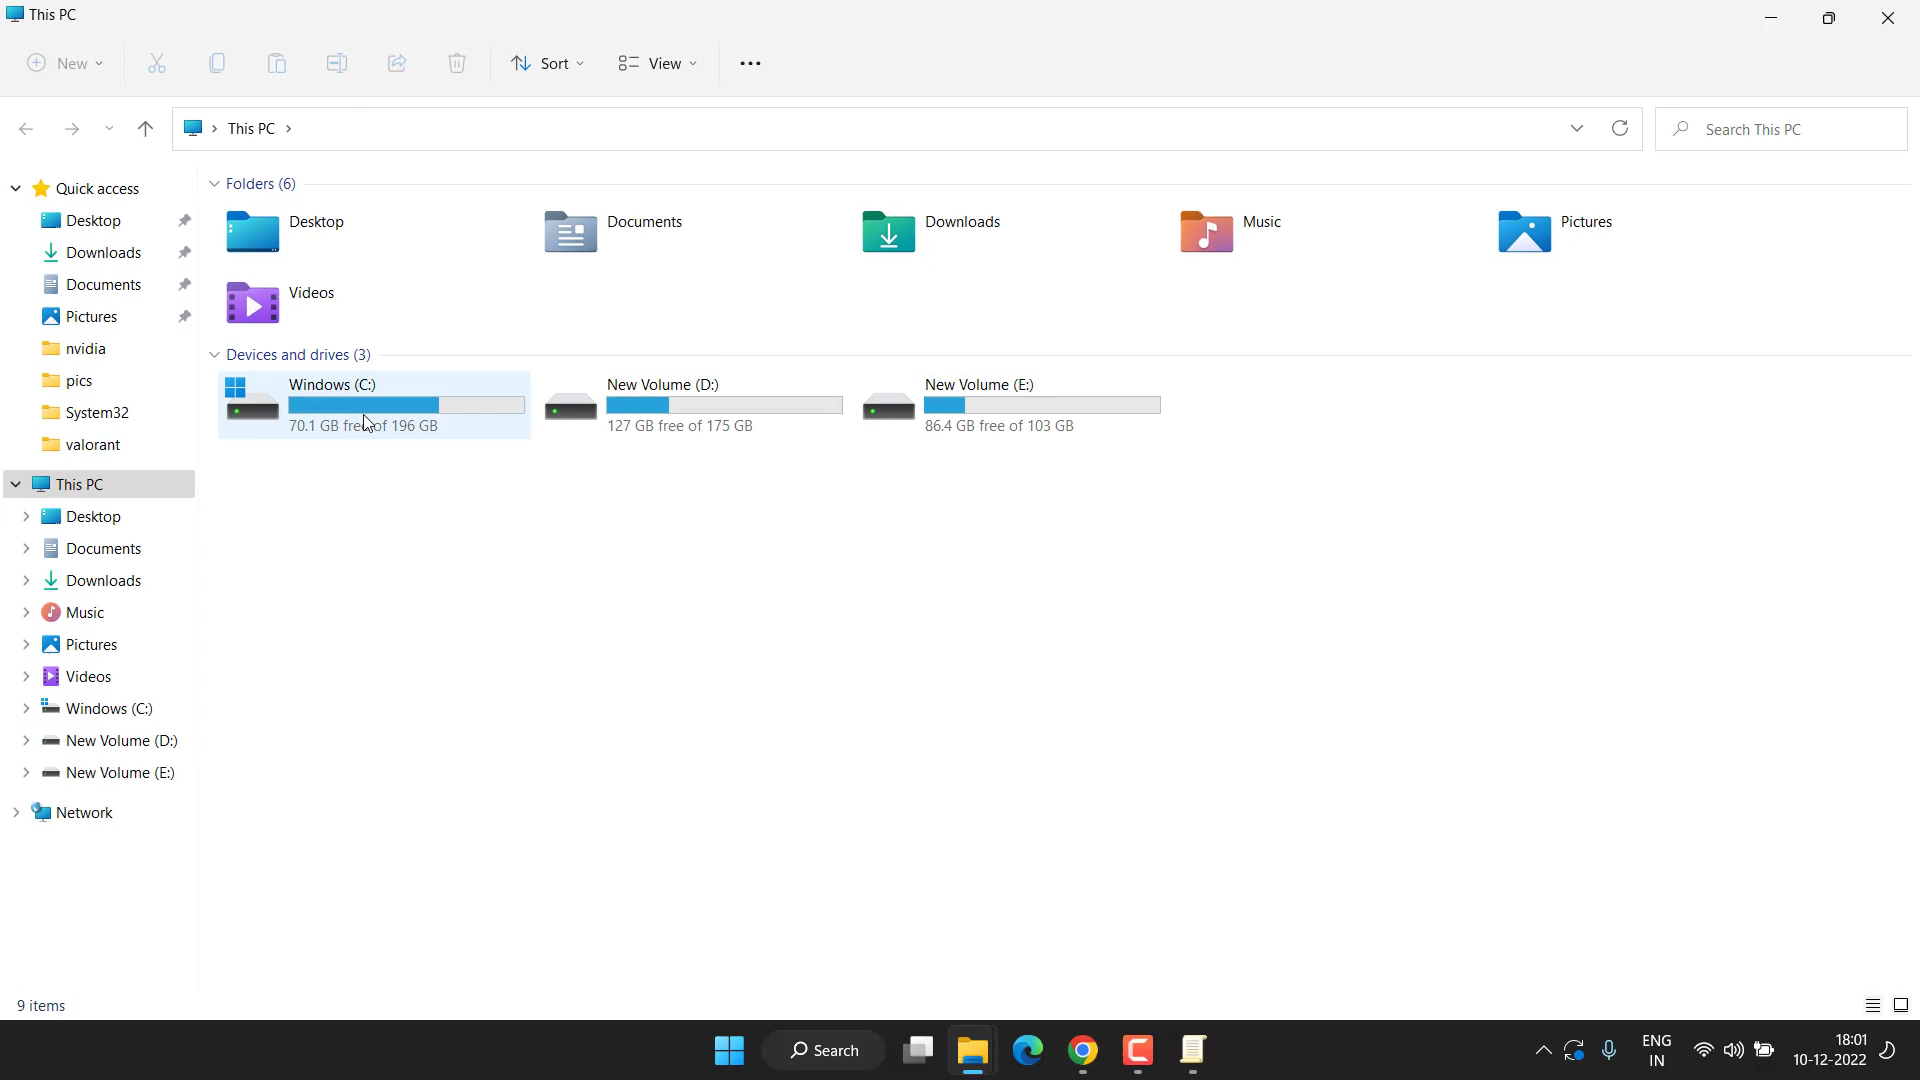 This PC
New
Sort
View
This PC
Search This PC
Quick access
Desktop
Downloads
Documents
Pictures
nvidia
pics
System32
valorant
This PC
Desktop
Documents
Downloads
Music
Pictures
Videos
Windows (C:)
New Volume (D:)
New Volume (E:)
Network
Folders (6)
Desktop
Documents
Downloads
Music
Pictures
Videos
Devices and drives (3)
Windows (C:)
70.1 GB free of 196 GB
New Volume (D:)
127 GB free of 175 GB
New Volume (E:)
86.4 GB free of 103 GB
9 items
Search
ENG
IN
18:01
10-12-2022